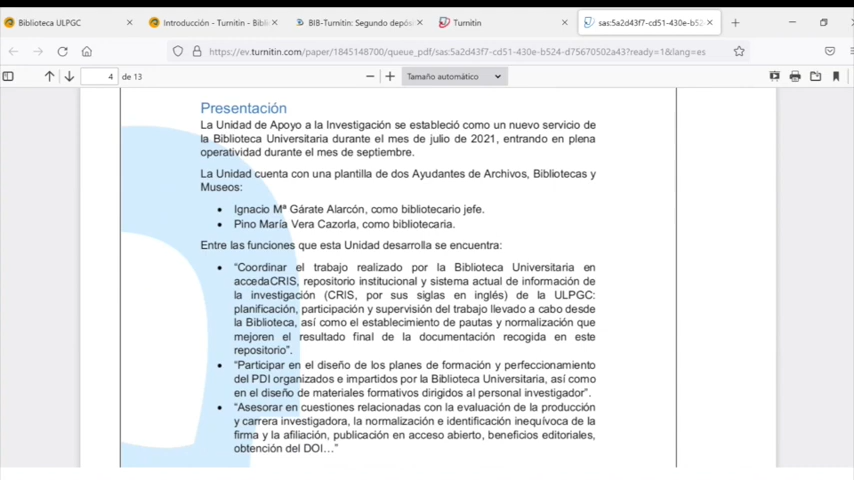 Biblioteca ULPGC
Introducción - Turnitin - Bibli
BIB-Turnitin: Segundo depós
Turnitin
sas:5a2d43f7-cd51-430e-b52
https://ev.turnitin.com/paper/1845148700/queue_pdf/sas:5a2d43f7-cd51-430e-b524-d75670502a43?ready=1&lang=es
4 de 13
Tamaño automático
Presentación
La Unidad de Apoyo a la Investigación se estableció como un nuevo servicio de
la Biblioteca Universitaria durante el mes de julio de 2021, entrando en plena
operatividad durante el mes de septiembre.
La Unidad cuenta con una plantilla de dos Ayudantes de Archivos, Bibliotecas y
Museos:
• Ignacio Mª Gárate Alarcón, como bibliotecario jefe.
• Pino María Vera Cazorla, como bibliotecaria.
Entre las funciones que esta Unidad desarrolla se encuentra:
• “Coordinar el trabajo realizado por la Biblioteca Universitaria en
accedaCRIS, repositorio institucional y sistema actual de información de
la investigación (CRIS, por sus siglas en inglés) de la ULPGC:
planificación, participación y supervisión del trabajo llevado a cabo desde
la Biblioteca, así como el establecimiento de pautas y normalización que
mejoren el resultado final de la documentación recogida en este
repositorio”.
• “Participar en el diseño de los planes de formación y perfeccionamiento
del PDI organizados e impartidos por la Biblioteca Universitaria, así como
en el diseño de materiales formativos dirigidos al personal investigador”.
• “Asesorar en cuestiones relacionadas con la evaluación de la producción
y carrera investigadora, la normalización e identificación inequívoca de la
firma y la afiliación, publicación en acceso abierto, beneficios editoriales,
obtención del DOI…”